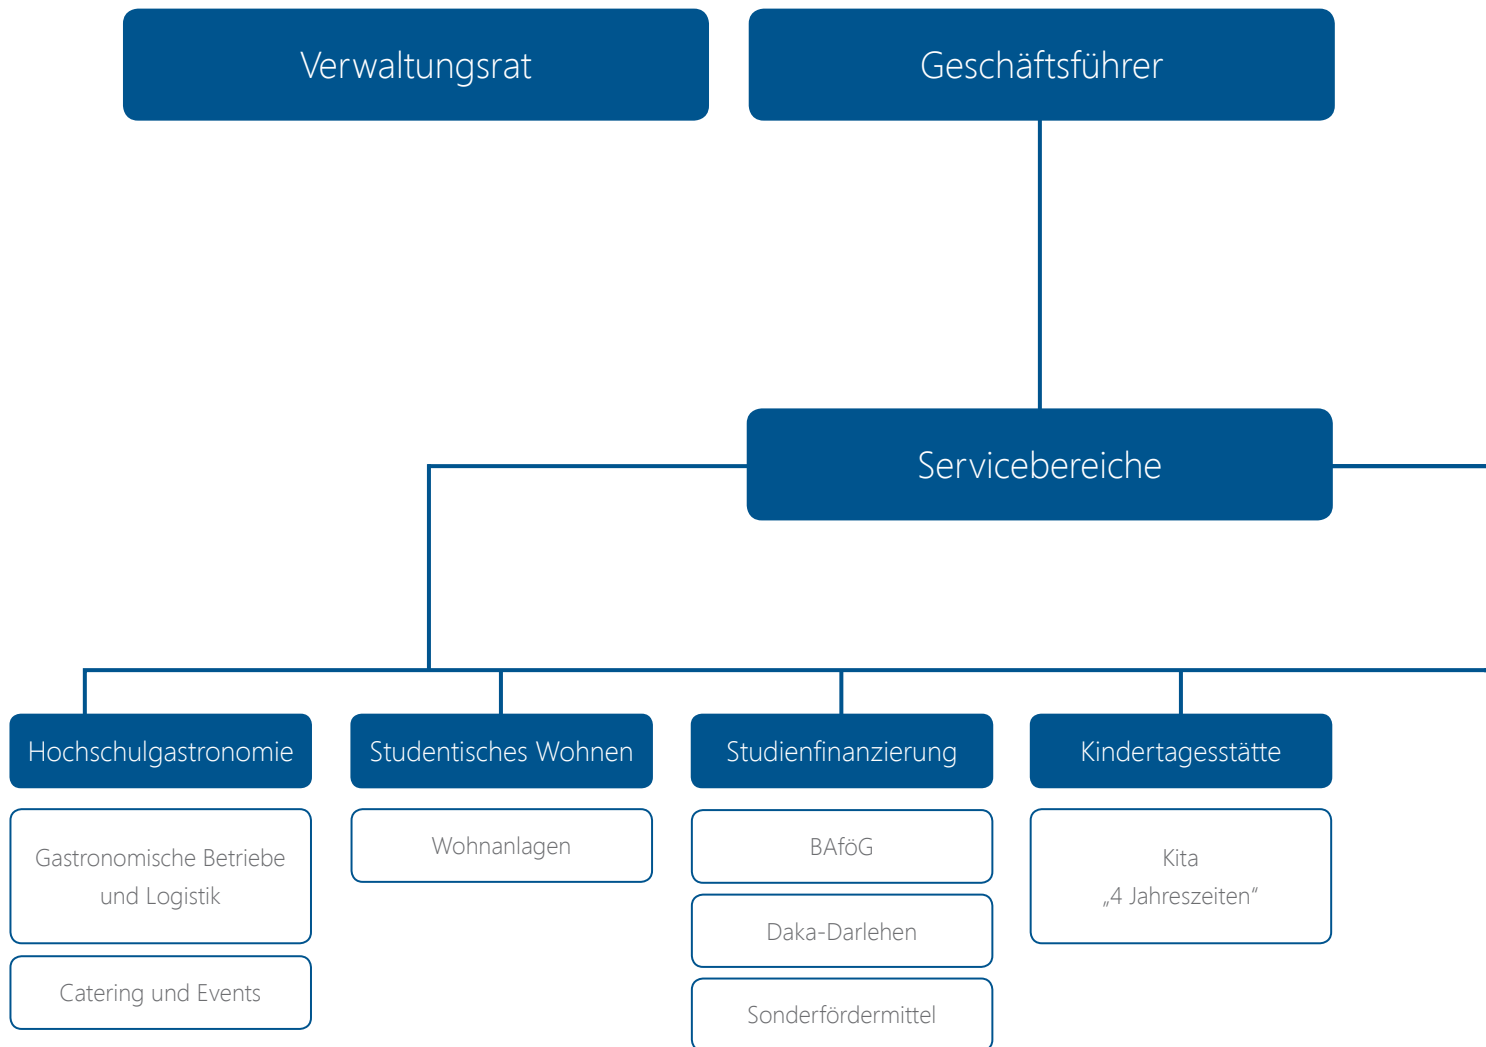 Verwaltungsrat
Geschäftsführer
Servicebereiche
Hochschulgastronomie
Studentisches Wohnen
Studienfinanzierung
Kindertagesstätte
Gastronomische Betriebe
und Logistik
Catering und Events
Wohnanlagen
BAföG
Daka-Darlehen
Sonderfördermittel
Kita
„4 Jahreszeiten“